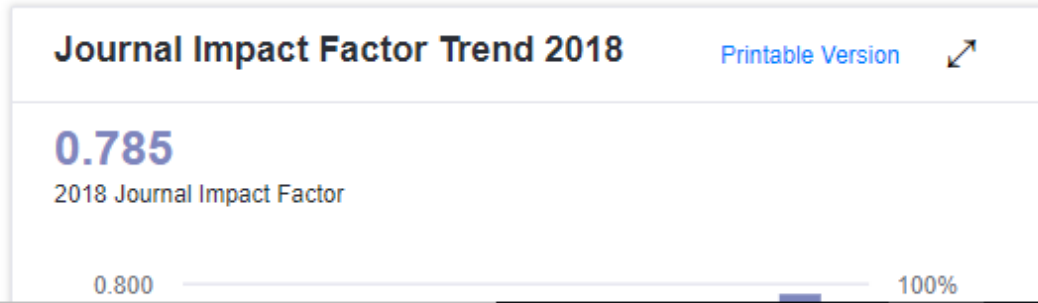 Journal Impact Factor Trend 2018 Printable Version
0.785
2018 Journal Impact Factor
0.800 100%